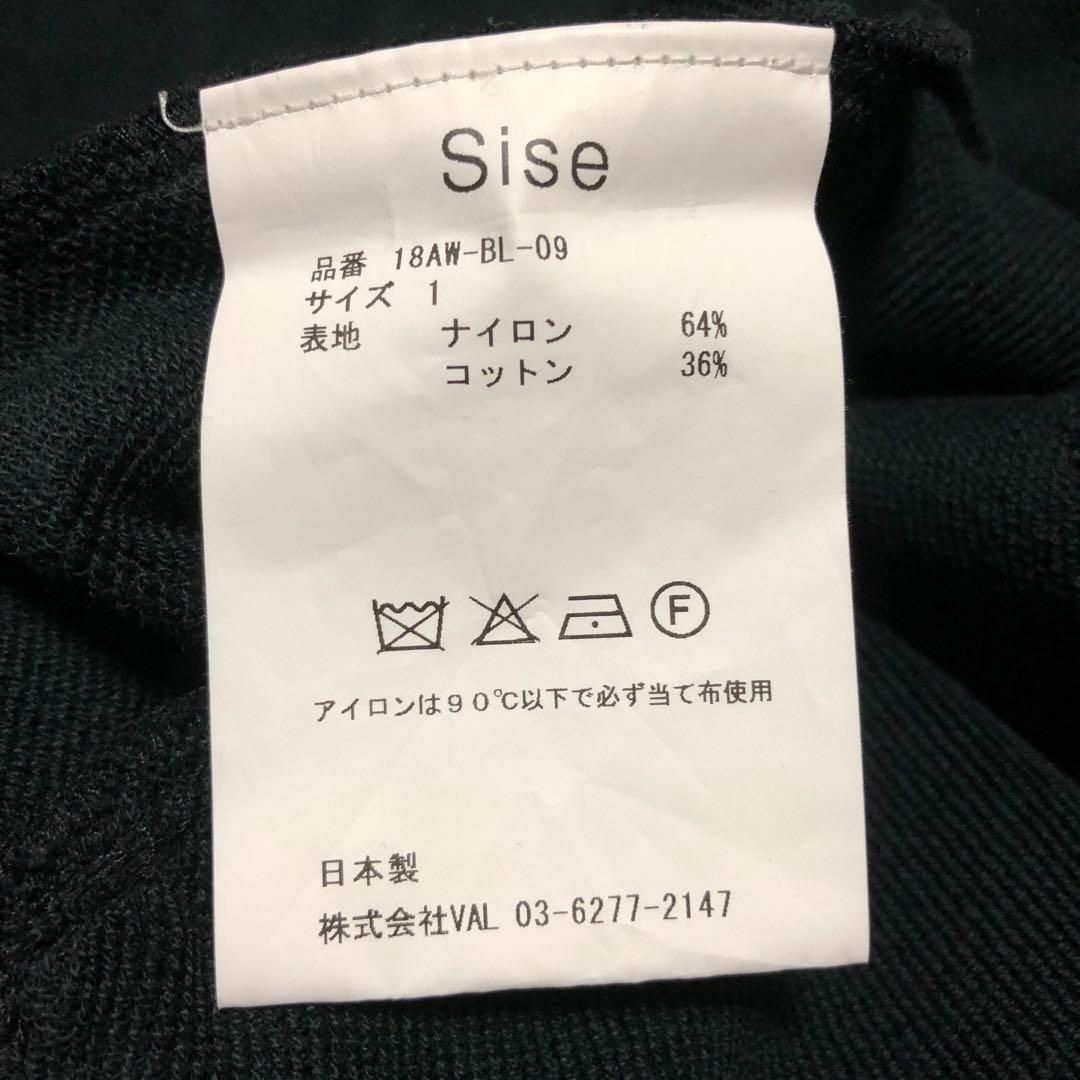 Sise
品番 18AW-BL-09
サイズ 1
表地 ナイロン 64%
コットン 36%
F
アイロンは90℃以下で必ず当て布使用
日本製
株式会社VAL 03-6277-2147